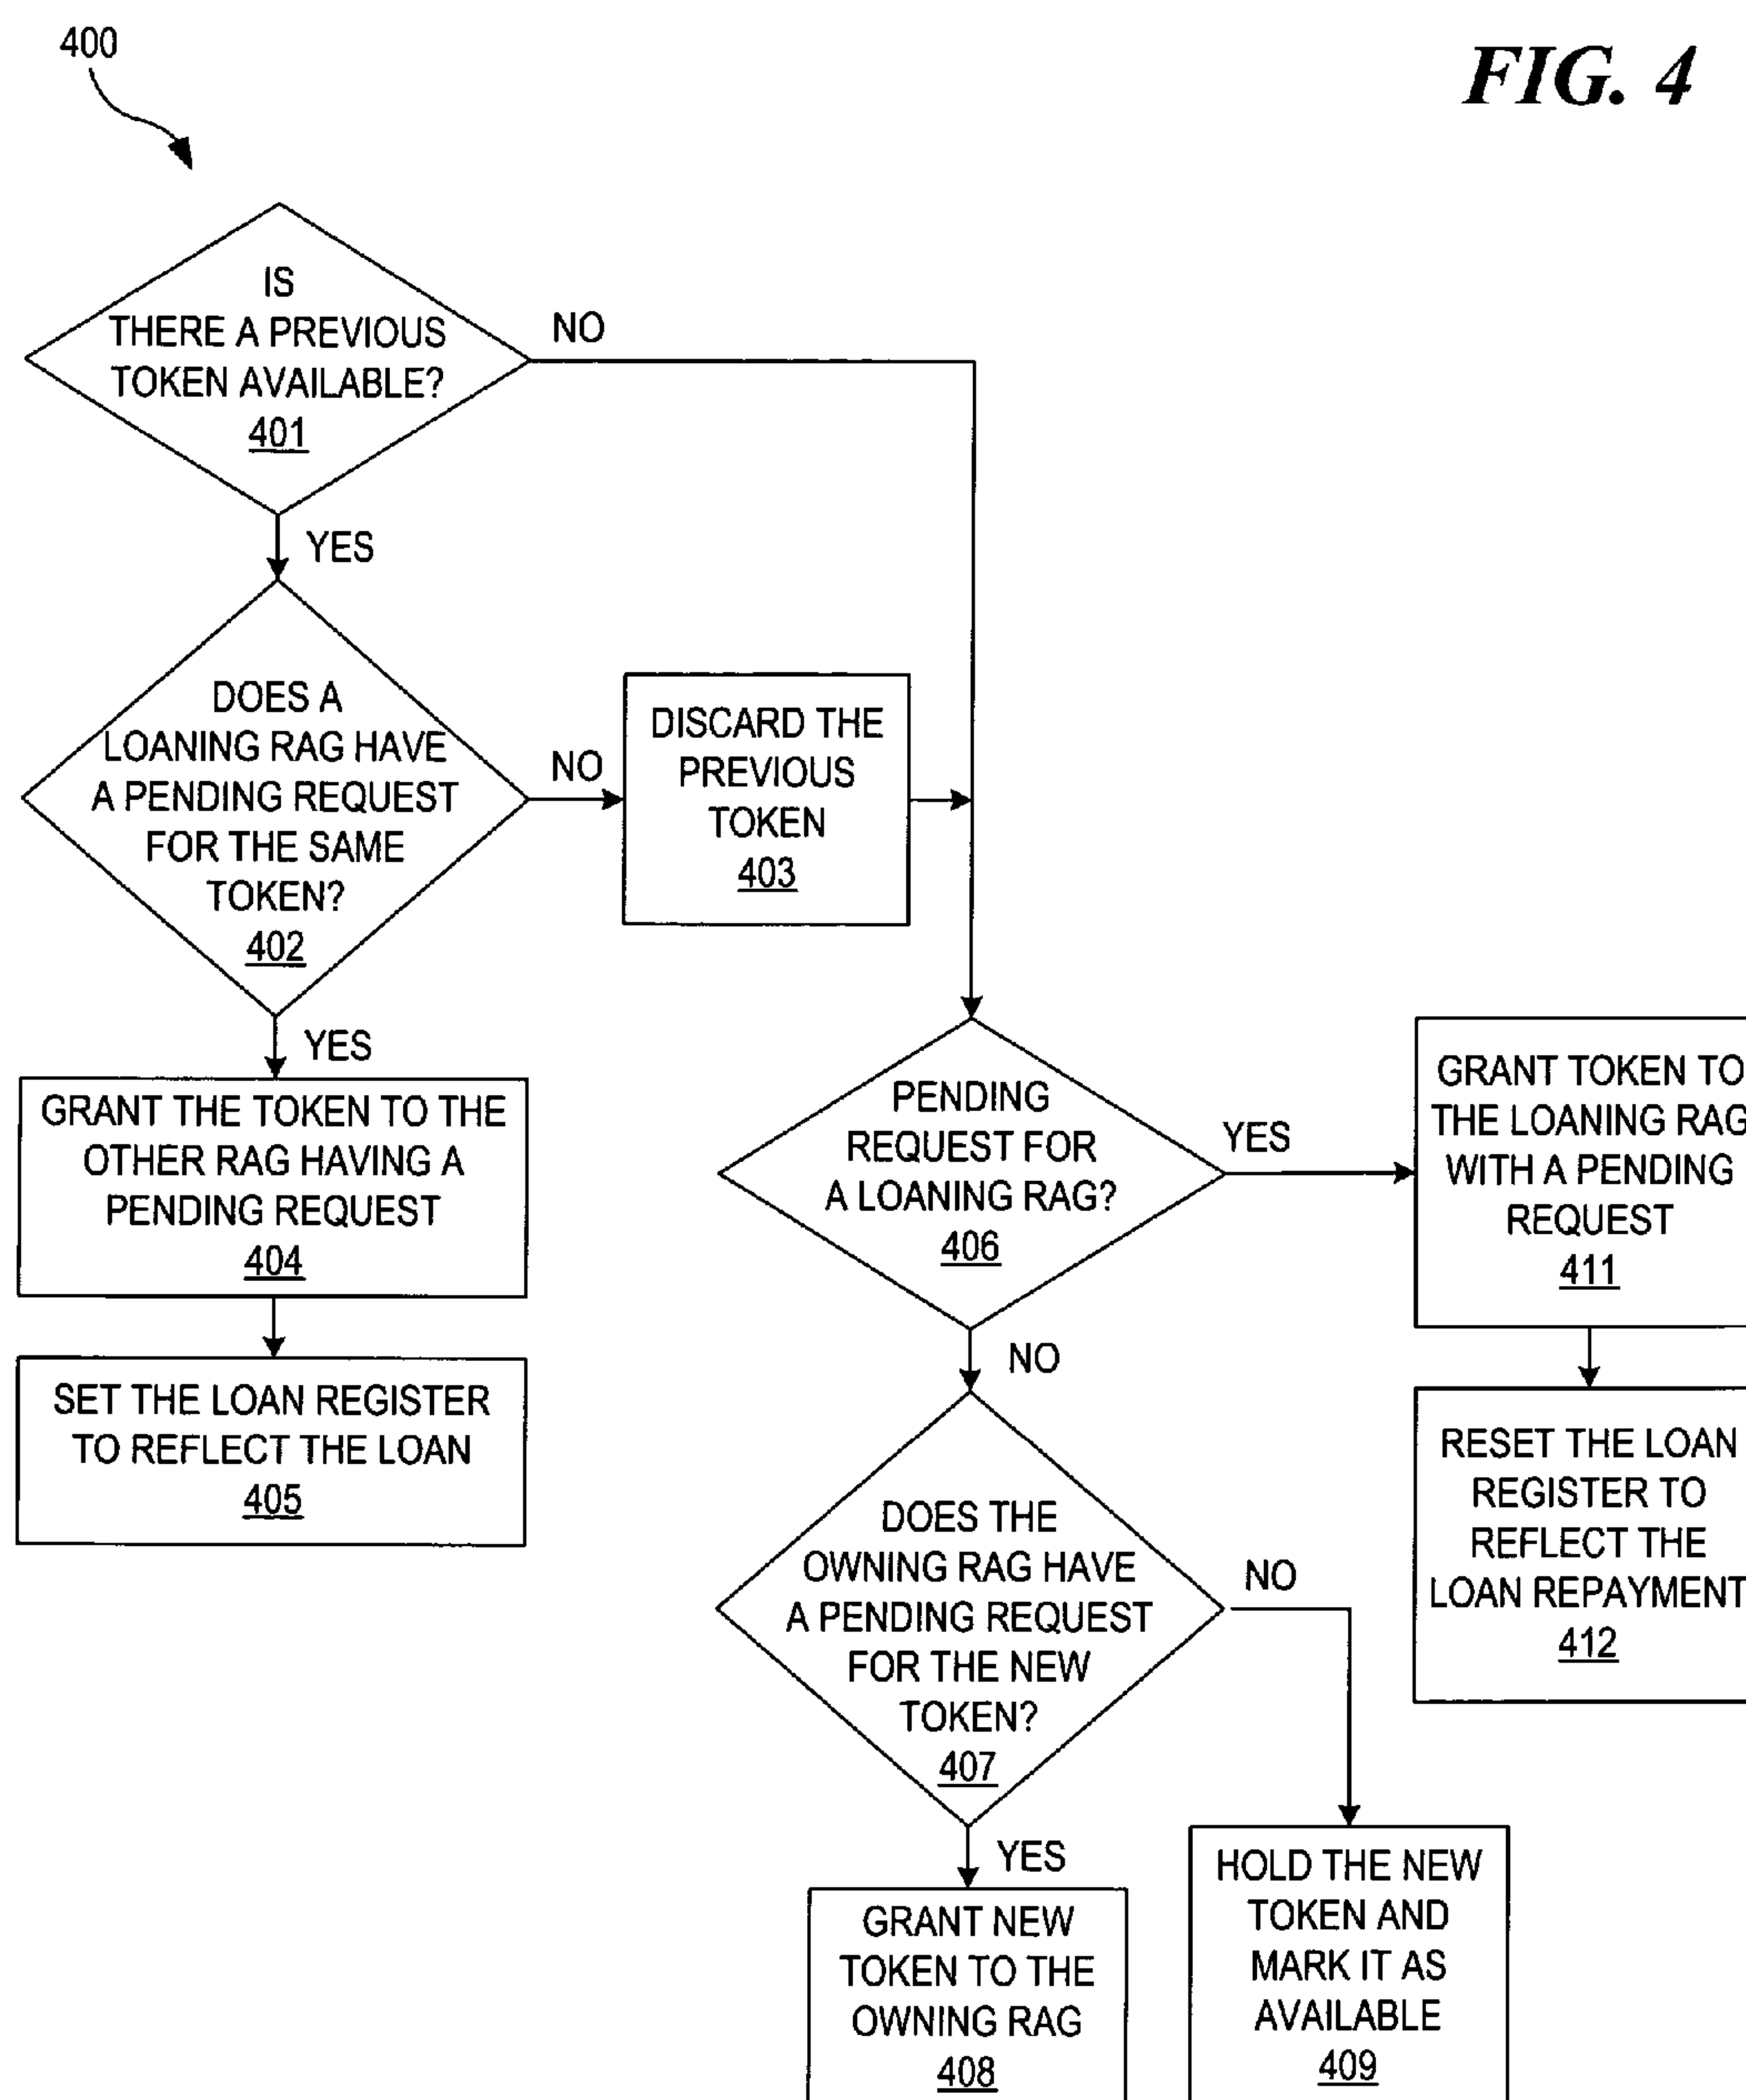 400
FIG. 4
IS
THERE A PREVIOUS
TOKEN AVAILABLE?
401
NO
YES
DOES A
LOANING RAG HAVE
A PENDING REQUEST
FOR THE SAME
TOKEN?
402
NO
DISCARD THE
PREVIOUS
TOKEN
403
YES
GRANT THE TOKEN TO THE
OTHER RAG HAVING A
PENDING REQUEST
404
SET THE LOAN REGISTER
TO REFLECT THE LOAN
405
PENDING
REQUEST FOR
A LOANING RAG?
406
YES
GRANT TOKEN TO
THE LOANING RAG
WITH A PENDING
REQUEST
411
RESET THE LOAN
REGISTER TO
REFLECT THE
LOAN REPAYMENT
412
NO
DOES THE
OWNING RAG HAVE
A PENDING REQUEST
FOR THE NEW
TOKEN?
407
NO
YES
GRANT NEW
TOKEN TO THE
OWNING RAG
408
HOLD THE NEW
TOKEN AND
MARK IT AS
AVAILABLE
409